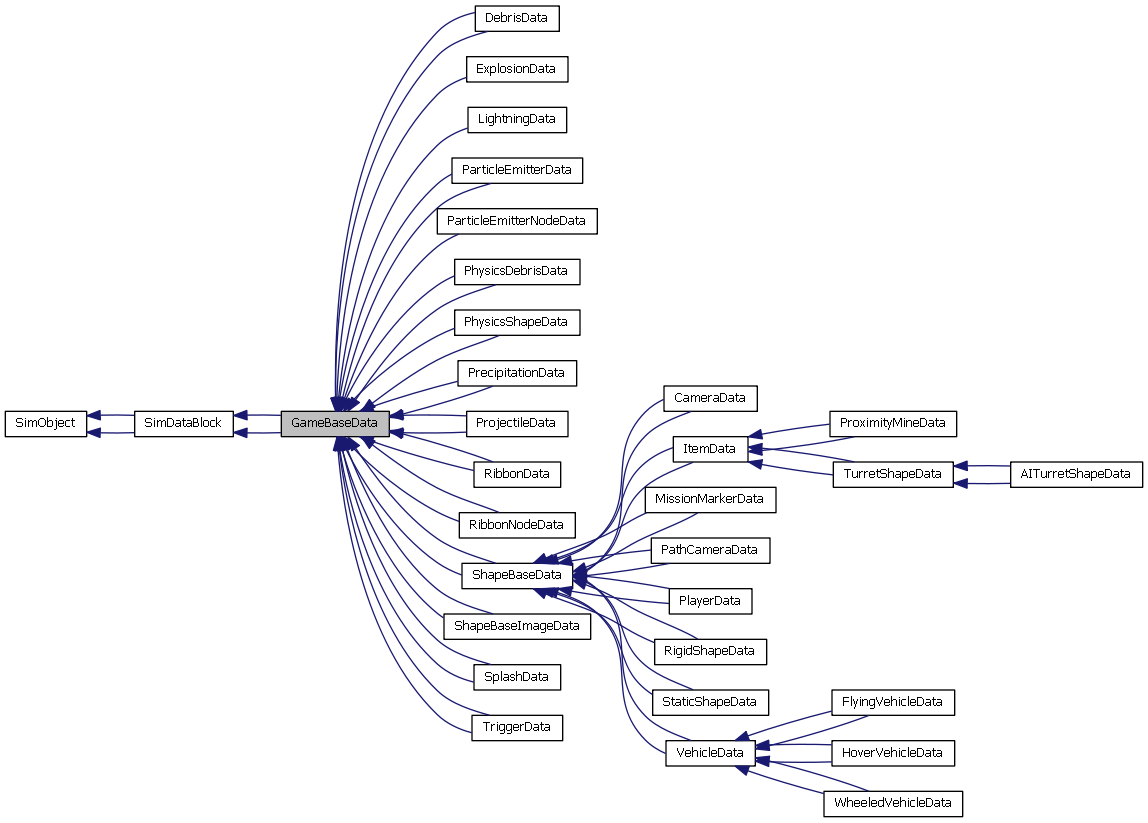 DebrisData
ExplosionData
LightningData
ParticleEmitterData
ParticleEmitterNodeData
PhysicsDebrisData
PhysicsShapeData
PrecipitationData
SimObject
SimDataBlock
GameBaseData
ProjectileData
RibbonData
RibbonNodeData
ShapeBaseData
ShapeBaseImageData
SplashData
TriggerData
CameraData
ItemData
MissionMarkerData
PathCameraData
PlayerData
RigidShapeData
StaticShapeData
VehicleData
ProximityMineData
TurretShapeData
AITurretShapeData
FlyingVehicleData
HoverVehicleData
WheeledVehicleData